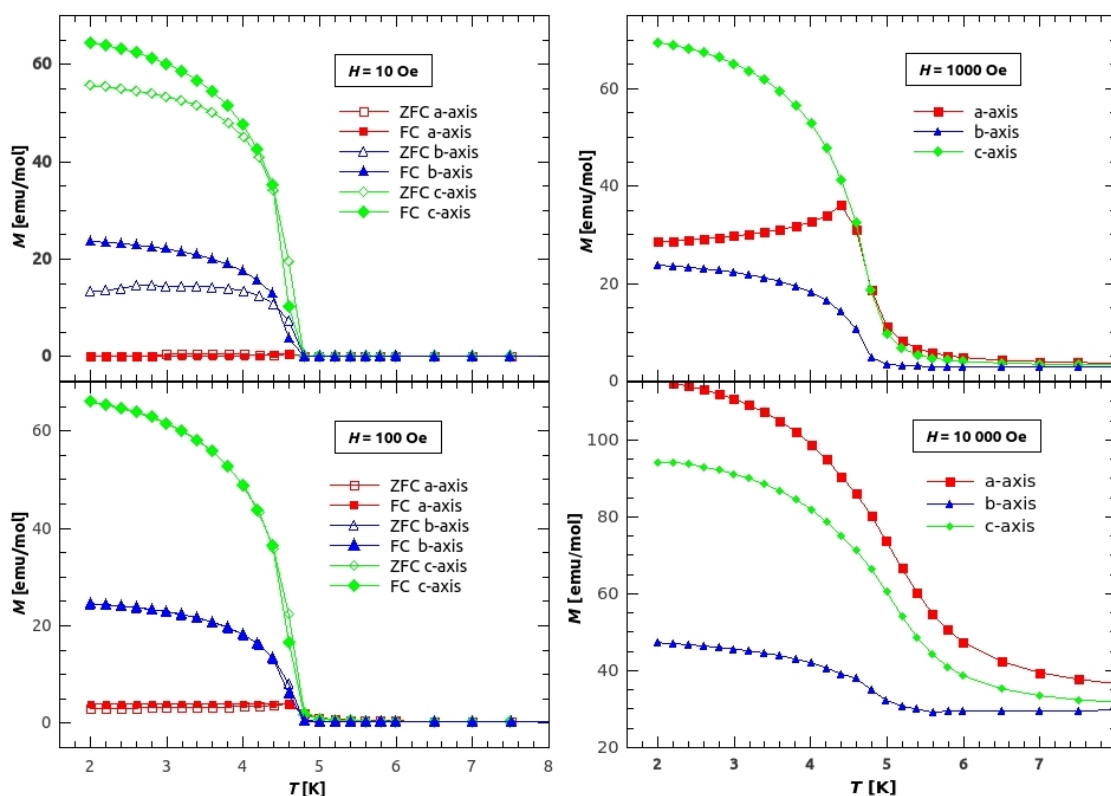 60
40
20
0
M [emu/mol]
H = 10 Oe
ZFC a-axis
FC a-axis
ZFC b-axis
FC b-axis
ZFC c-axis
FC c-axis
60
40
20
0
M [emu/mol]
H = 1000 Oe
a-axis
b-axis
c-axis
60
40
20
0
M [emu/mol]
H = 100 Oe
ZFC a-axis
FC a-axis
ZFC b-axis
FC b-axis
ZFC c-axis
FC c-axis
2 3 4 5 6 7 8
T [K]
100
80
60
40
20
M [emu/mol]
H = 10 000 Oe
a-axis
b-axis
c-axis
2 3 4 5 6 7
T [K]